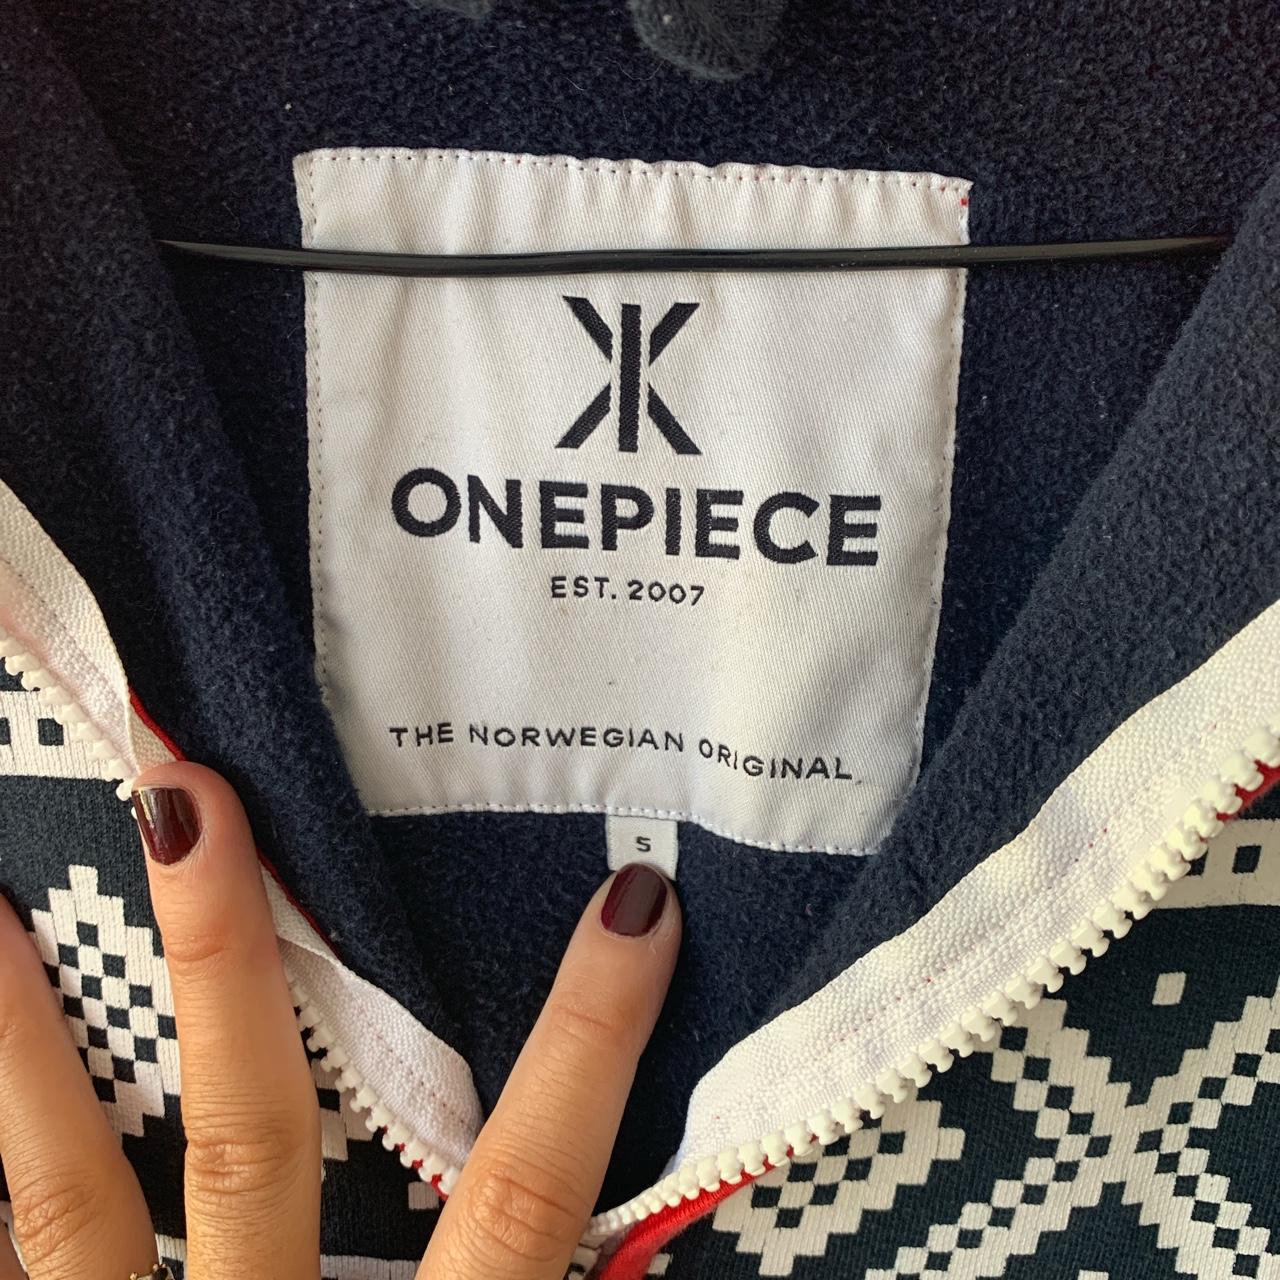 ONEPIECE
EST. 2007
THE NORWEGIAN ORIGINAL
S